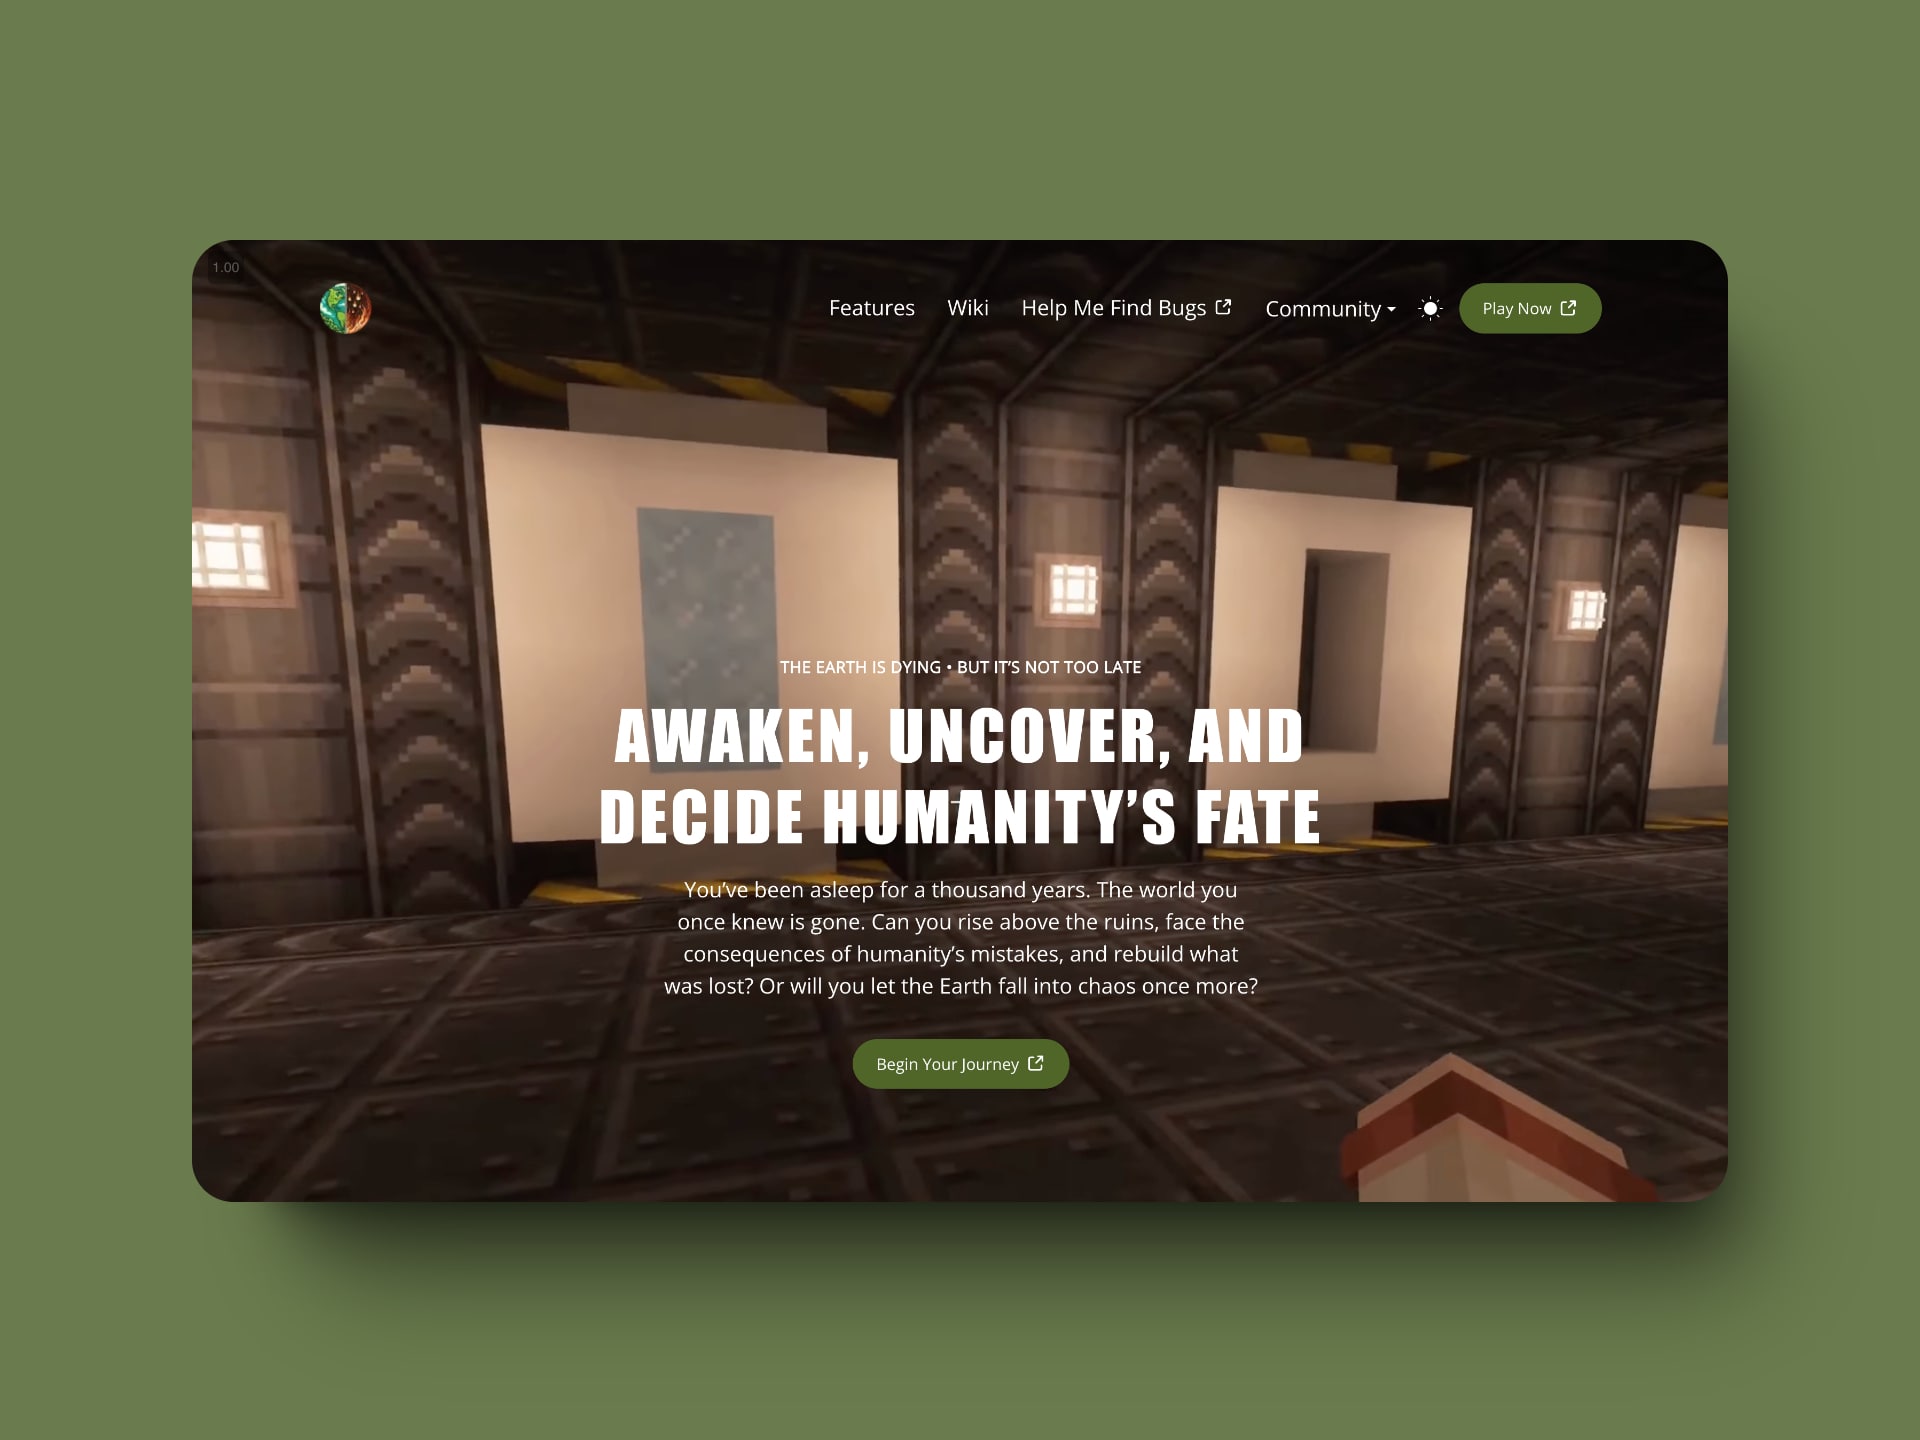 1.00
Features Wiki Help Me Find Bugs Community Play Now
THE EARTH IS DYING • BUT IT’S NOT TOO LATE
AWAKEN, UNCOVER, AND
DECIDE HUMANITY’S FATE
You’ve been asleep for a thousand years. The world you
once knew is gone. Can you rise above the ruins, face the
consequences of humanity’s mistakes, and rebuild what
was lost? Or will you let the Earth fall into chaos once more?
Begin Your Journey